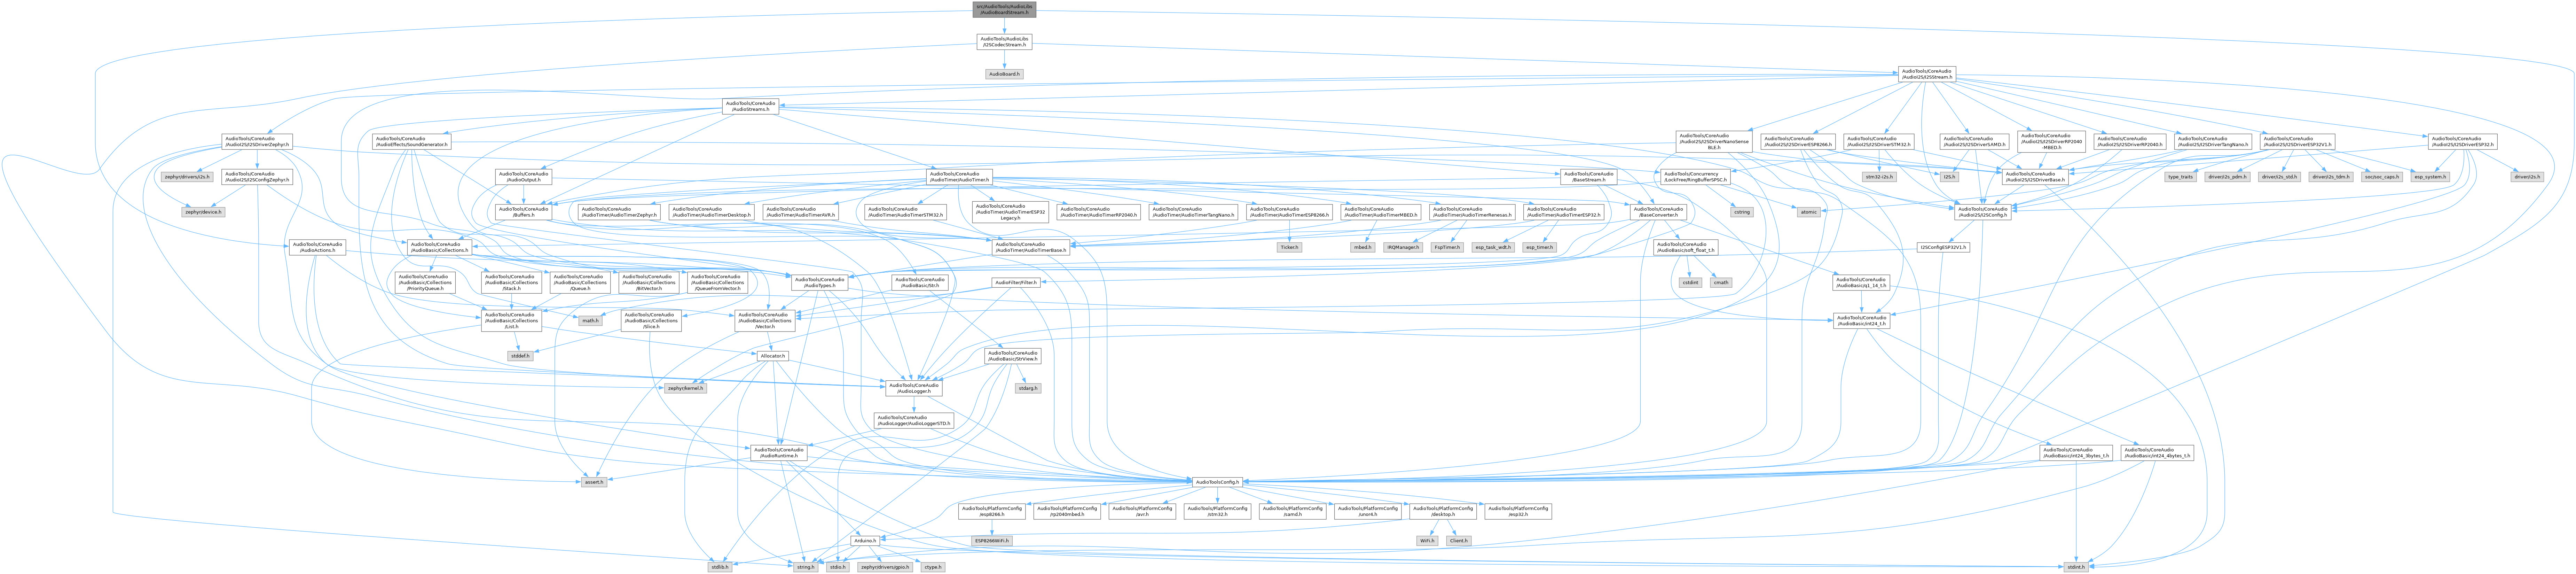 src/AudioTools/AudioLibs
/AudioBoardStream.h
AudioTools/AudioLibs
/I2SCodecStream.h
AudioBoard.h
AudioTools/CoreAudio
/AudioI2S/I2SStream.h
AudioTools/CoreAudio
/AudioStreams.h
AudioTools/CoreAudio
/AudioI2S/I2SDriverZephyr.h
AudioTools/CoreAudio
/AudioEffects/SoundGenerator.h
AudioTools/CoreAudio
/AudioI2S/I2SDriverNanoSense
BLE.h
AudioTools/CoreAudio
/AudioI2S/I2SDriverESP8266.h
AudioTools/CoreAudio
/AudioI2S/I2SDriverSTM32.h
AudioTools/CoreAudio
/AudioI2S/I2SDriverSAMD.h
AudioTools/CoreAudio
/AudioI2S/I2SDriverRP2040
-MBED.h
AudioTools/CoreAudio
/AudioI2S/I2SDriverRP2040.h
AudioTools/CoreAudio
/AudioI2S/I2SDriverTangNano.h
AudioTools/CoreAudio
/AudioI2S/I2SDriverESP32V1.h
AudioTools/CoreAudio
/AudioI2S/I2SDriverESP32.h
zephyr/drivers/i2s.h
AudioTools/CoreAudio
/AudioI2S/I2SConfigZephyr.h
AudioTools/CoreAudio
/AudioOutput.h
AudioTools/CoreAudio
/AudioTimer/AudioTimer.h
AudioTools/CoreAudio
/BaseStream.h
AudioTools/Concurrency
/LockFree/RingBufferSPSC.h
stm32-i2s.h
I2S.h
AudioTools/CoreAudio
/AudioI2S/I2SDriverBase.h
type_traits
driver/i2s_pdm.h
driver/i2s_std.h
driver/i2s_tdm.h
soc/soc_caps.h
esp_system.h
driver/i2s.h
zephyr/device.h
AudioTools/CoreAudio
/Buffers.h
AudioTools/CoreAudio
/AudioTimer/AudioTimerZephyr.h
AudioTools/CoreAudio
/AudioTimer/AudioTimerDesktop.h
AudioTools/CoreAudio
/AudioTimer/AudioTimerAVR.h
AudioTools/CoreAudio
/AudioTimer/AudioTimerSTM32.h
AudioTools/CoreAudio
/AudioTimer/AudioTimerESP32
Legacy.h
AudioTools/CoreAudio
/AudioTimer/AudioTimerRP2040.h
AudioTools/CoreAudio
/AudioTimer/AudioTimerTangNano.h
AudioTools/CoreAudio
/AudioTimer/AudioTimerESP8266.h
AudioTools/CoreAudio
/AudioTimer/AudioTimerMBED.h
AudioTools/CoreAudio
/AudioTimer/AudioTimerRenesas.h
AudioTools/CoreAudio
/AudioTimer/AudioTimerESP32.h
AudioTools/CoreAudio
/BaseConverter.h
cstring
atomic
AudioTools/CoreAudio
/AudioI2S/I2SConfig.h
AudioTools/CoreAudio
/AudioActions.h
AudioTools/CoreAudio
/AudioBasic/Collections.h
AudioTools/CoreAudio
/AudioTimer/AudioTimerBase.h
Ticker.h
mbed.h
IRQManager.h
FspTimer.h
esp_task_wdt.h
esp_timer.h
AudioTools/CoreAudio
/AudioBasic/soft_float_t.h
I2SConfigESP32V1.h
AudioTools/CoreAudio
/AudioBasic/Collections
/PriorityQueue.h
AudioTools/CoreAudio
/AudioBasic/Collections
/Stack.h
AudioTools/CoreAudio
/AudioBasic/Collections
/Queue.h
AudioTools/CoreAudio
/AudioBasic/Collections
/BitVector.h
AudioTools/CoreAudio
/AudioBasic/Collections
/QueueFromVector.h
AudioTools/CoreAudio
/AudioTypes.h
AudioTools/CoreAudio
/AudioBasic/Str.h
AudioFilter/Filter.h
cstdint
cmath
AudioTools/CoreAudio
/AudioBasic/q1_14_t.h
AudioTools/CoreAudio
/AudioBasic/Collections
/List.h
math.h
AudioTools/CoreAudio
/AudioBasic/Collections
/Slice.h
AudioTools/CoreAudio
/AudioBasic/Collections
/Vector.h
AudioTools/CoreAudio
/AudioBasic/int24_t.h
stddef.h
Allocator.h
AudioTools/CoreAudio
/AudioBasic/StrView.h
zephyr/kernel.h
AudioTools/CoreAudio
/AudioLogger.h
stdarg.h
AudioTools/CoreAudio
/AudioLogger/AudioLoggerSTD.h
AudioTools/CoreAudio
/AudioRuntime.h
AudioTools/CoreAudio
/AudioBasic/int24_3bytes_t.h
AudioTools/CoreAudio
/AudioBasic/int24_4bytes_t.h
assert.h
AudioToolsConfig.h
AudioTools/PlatformConfig
/esp8266.h
AudioTools/PlatformConfig
/rp2040mbed.h
AudioTools/PlatformConfig
/avr.h
AudioTools/PlatformConfig
/stm32.h
AudioTools/PlatformConfig
/samd.h
AudioTools/PlatformConfig
/unor4.h
AudioTools/PlatformConfig
/desktop.h
AudioTools/PlatformConfig
/esp32.h
Arduino.h
ESP8266WiFi.h
WiFi.h
Client.h
stdlib.h
string.h
stdio.h
zephyr/drivers/gpio.h
ctype.h
stdint.h